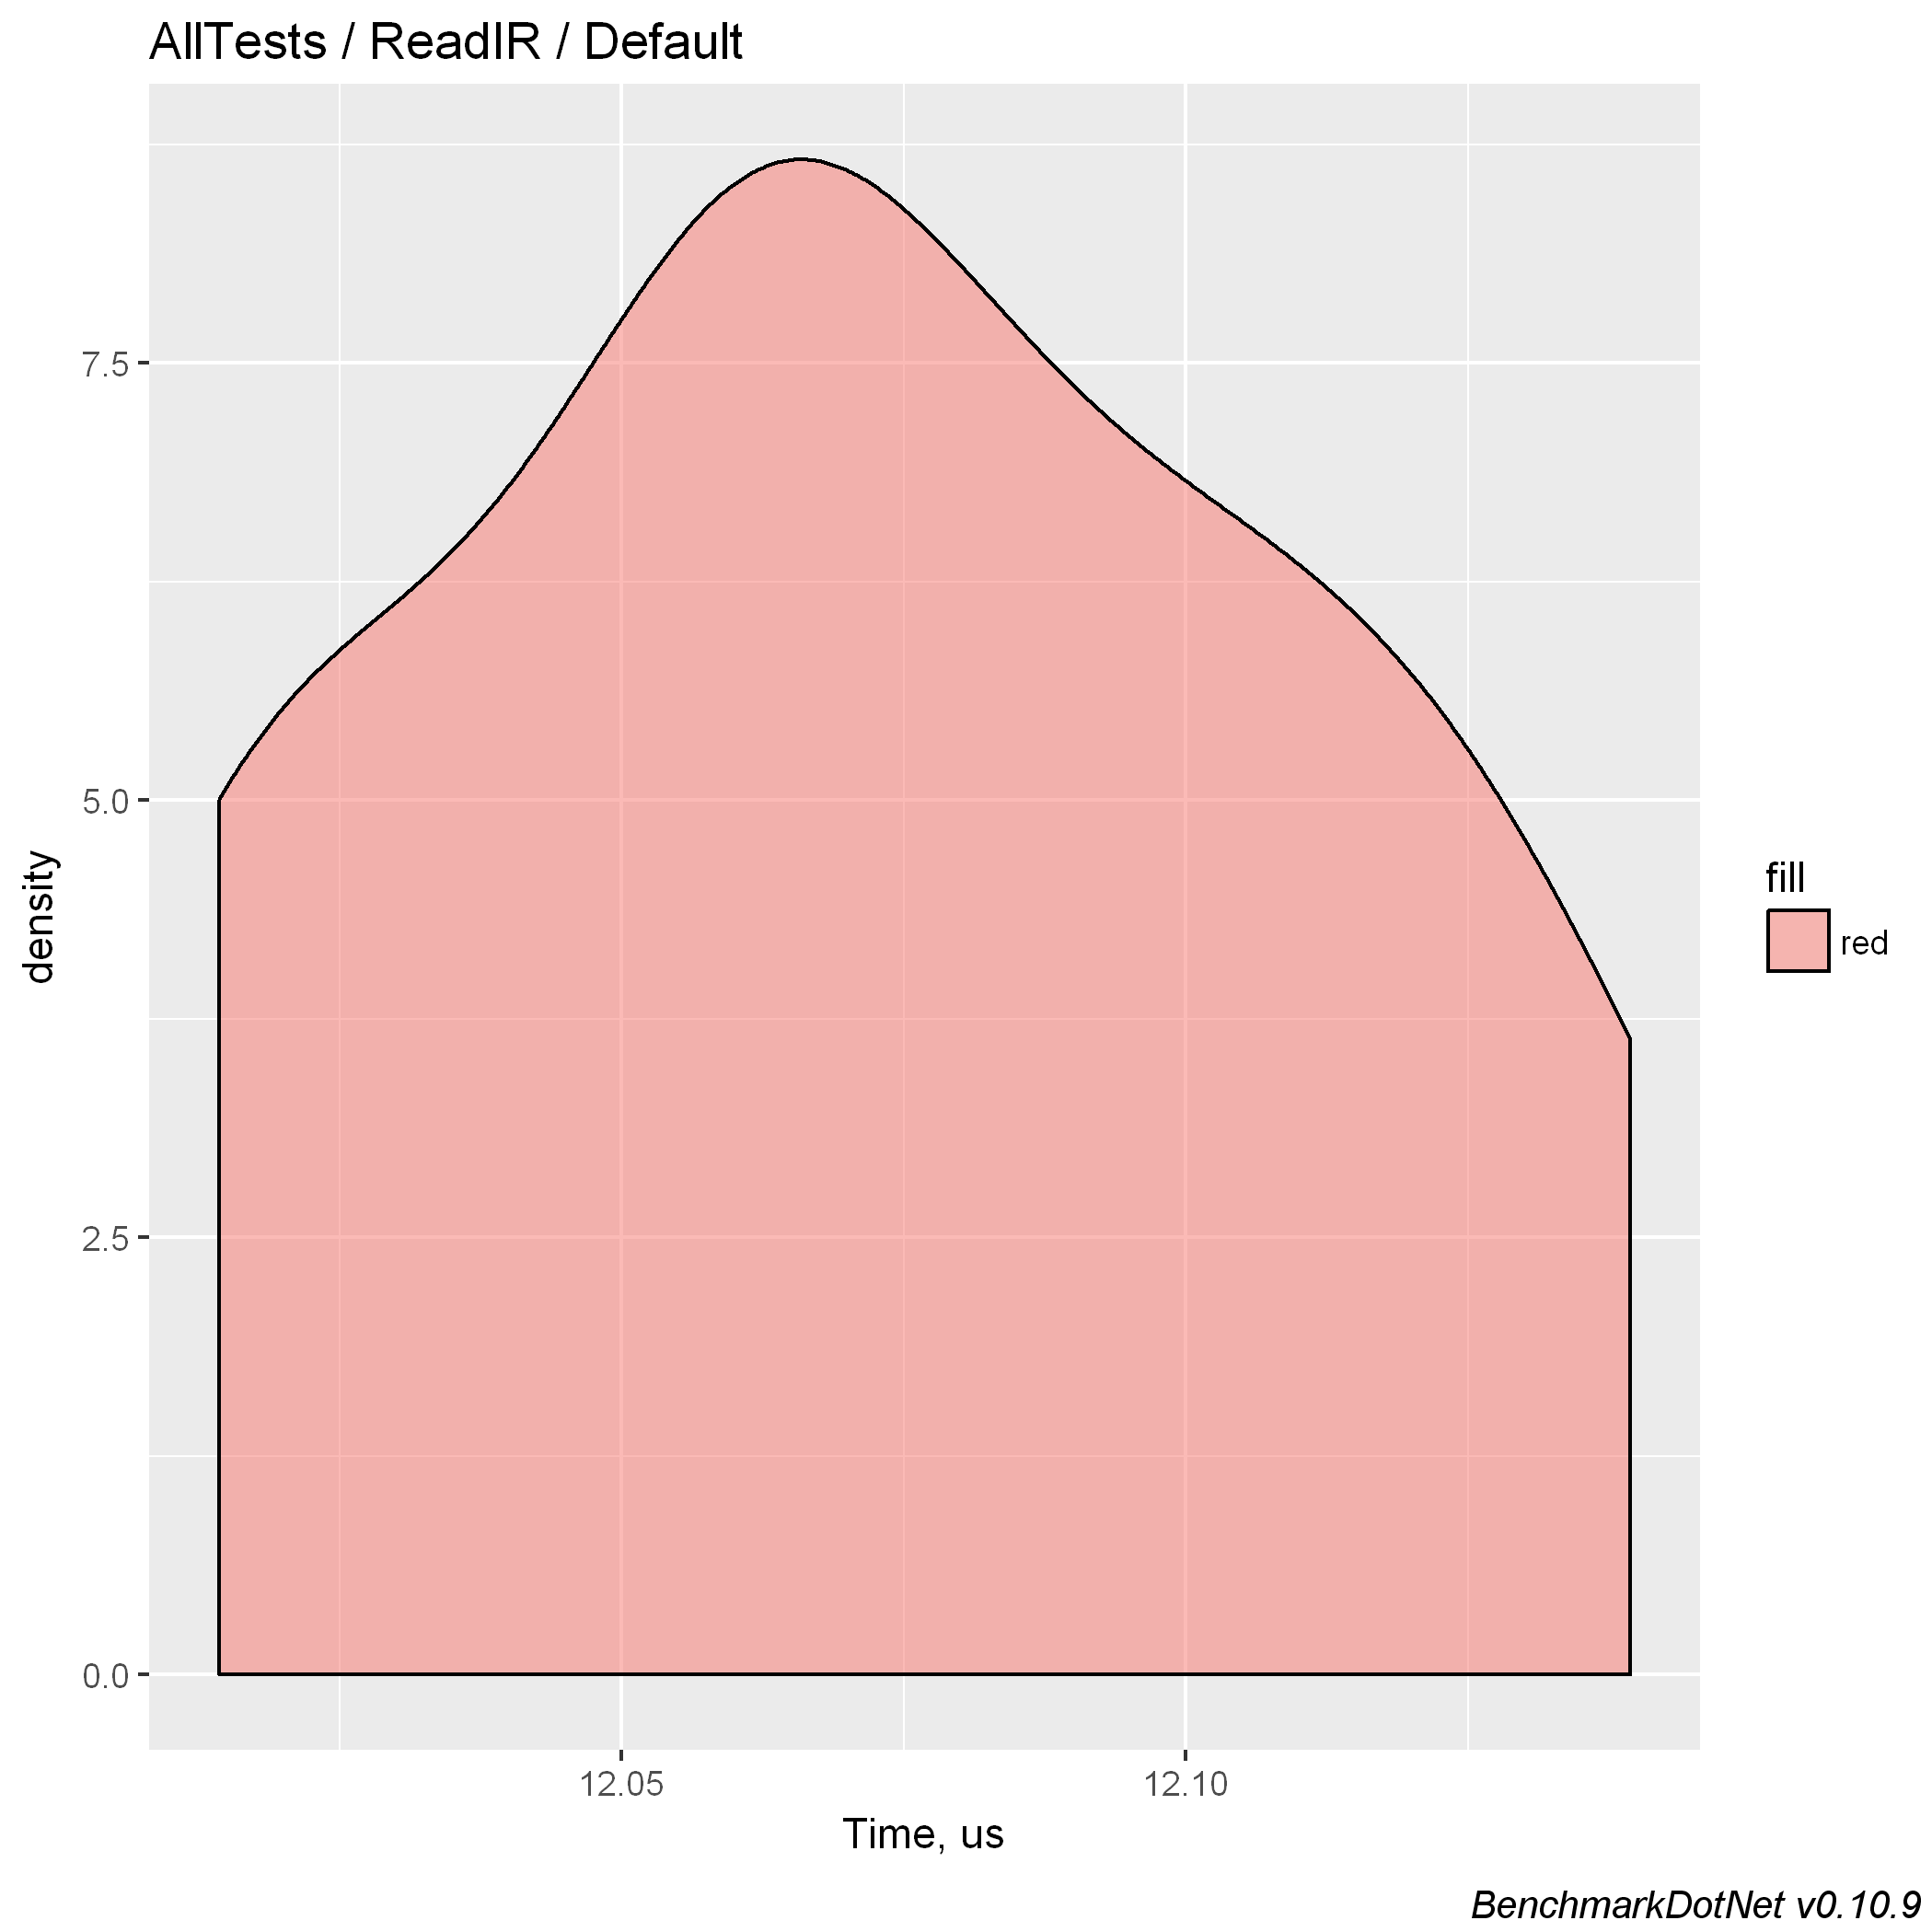 AllTests / ReadIR / Default
7.5
5.0
2.5
0.0
density
12.05
12.10
Time, us
fill
red
BenchmarkDotNet v0.10.9